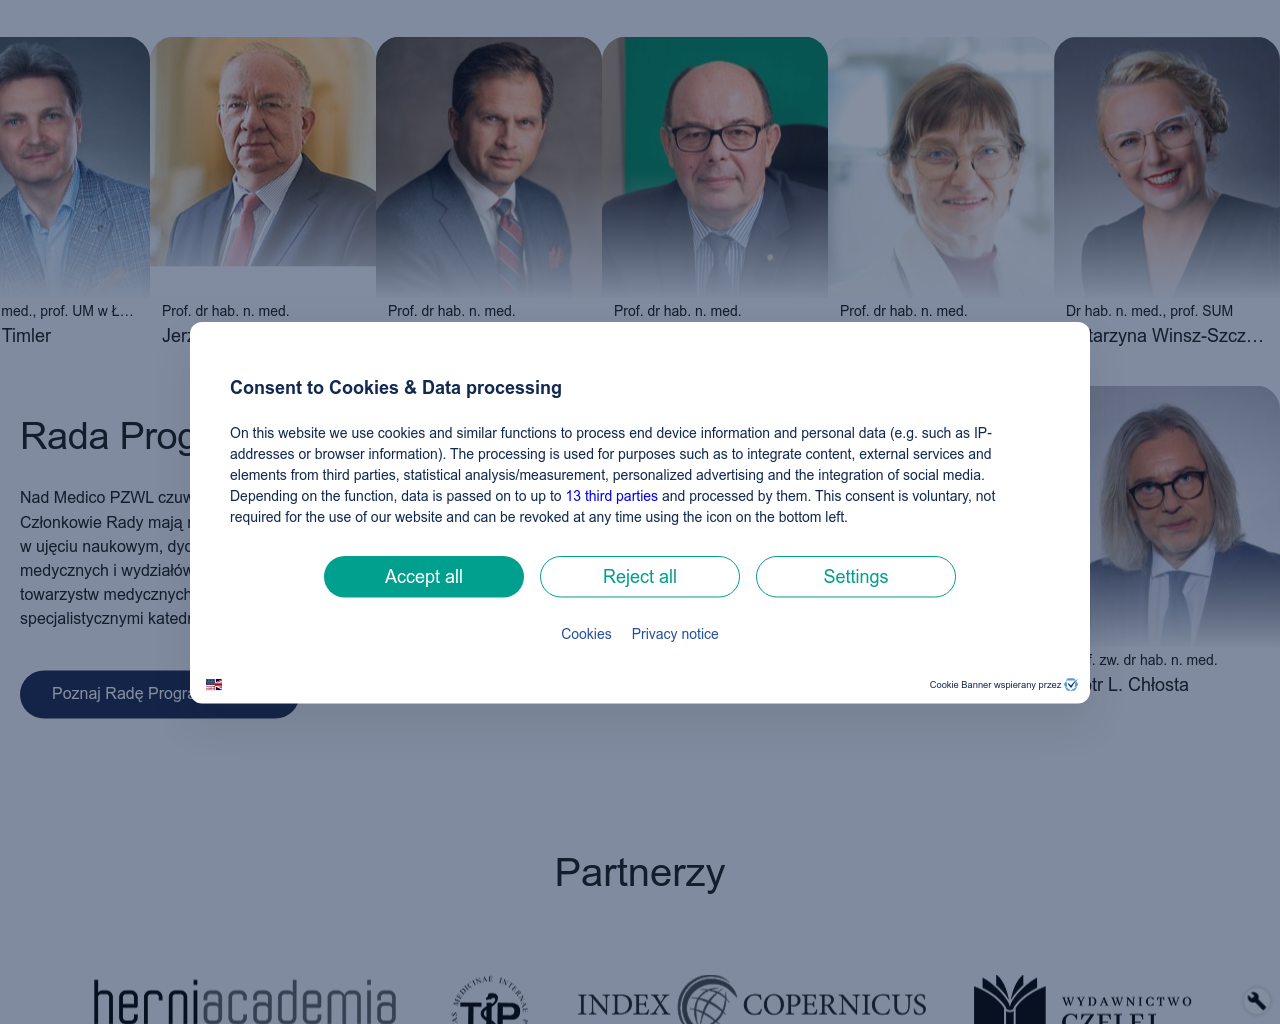 med., prof. UM w Ł...
Timler
Prof. dr hab. n. med.
Prof. dr hab. n. med.
Prof. dr hab. n. med.
Prof. dr hab. n. med.
Dr hab. n. med., prof. SUM
Winsz-Szcz...
Consent to Cookies & Data processing
On this website we use cookies and similar functions to process end device information and personal data (e.g. such as IP-
addresses or browser information). The processing is used for purposes such as to integrate content, external services and
elements from third parties, statistical analysis/measurement, personalized advertising and the integration of social media.
Depending on the function, data is passed on to up to 13 third parties and processed by them. This consent is voluntary, not
required for the use of our website and can be revoked at any time using the icon on the bottom left.
Accept all
Reject all
Settings
Cookies Privacy notice
Cookie Banner wspierany przez
Rada
Nad Medico PZWL
Członkowie Rady mają
w ujęciu naukowym,
medycznych i wydziałów
towarzystw medycznych
specjalistycznymi
Poznaj Radę
zw. dr hab. n. med.
L. Chłosta
Partnerzy
herniacademia
MEDICINAE INTERNAE
TIP
INDEX COPERNICUS
WYDAWNICTWO
CZELEJ